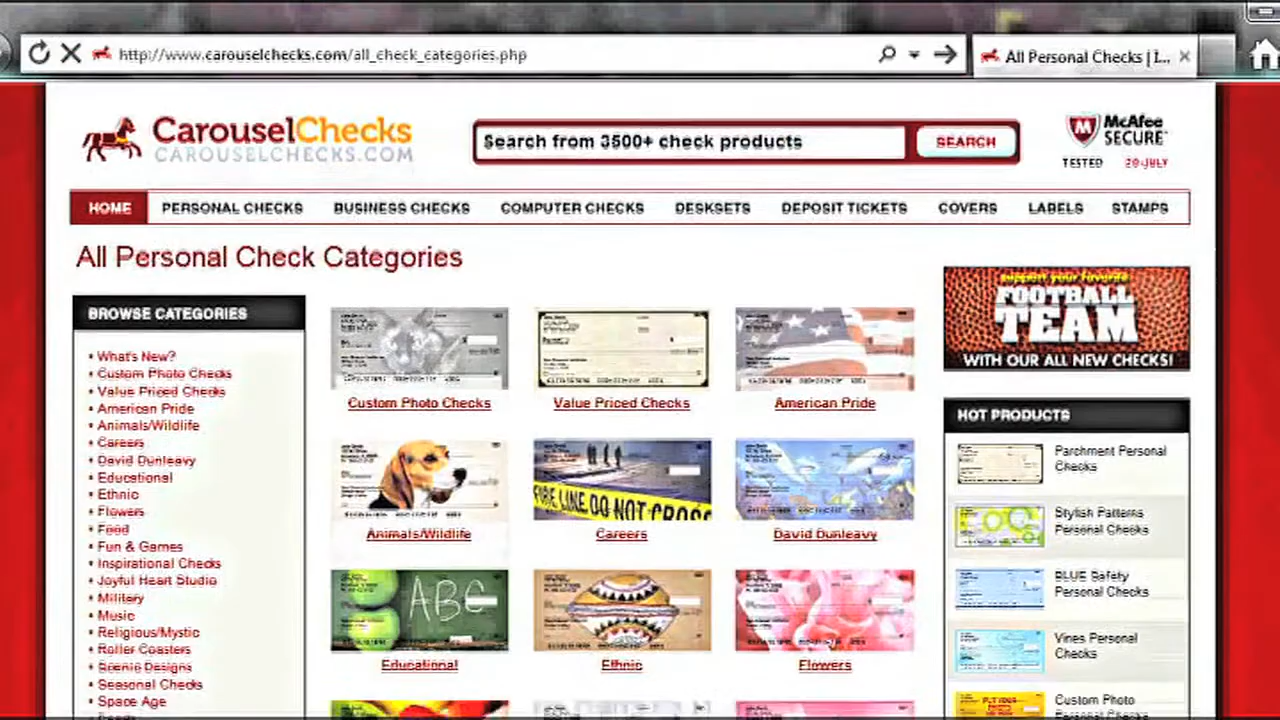 http://www.carouselchecks.com/all_check_categories.php
All Personal Checks | I...
CarouselChecks
CAROUSELCHECKS.COM
Search from 3500+ check products
SEARCH
McAfee
SECURE
TESTED 20-JULY
HOME
PERSONAL CHECKS
BUSINESS CHECKS
COMPUTER CHECKS
DESKSETS
DEPOSIT TICKETS
COVERS
LABELS
STAMPS
All Personal Check Categories
BROWSE CATEGORIES
• What's New?
• Custom Photo Checks
• Value Priced Checks
• American Pride
• Animals/Wildlife
• Careers
• David Dunleavy
• Educational
• Ethnic
• Flowers
• Food
• Fun & Games
• Inspirational Checks
• Joyful Heart Studio
• Military
• Music
• Religious/Mystic
• Roller Coasters
• Scenic Designs
• Seasonal Checks
• Space Age
Custom Photo Checks
Value Priced Checks
American Pride
FIRE LINE DO NOT CROSS
Animals/Wildlife
Careers
David Dunleavy
ABC
Educational
Ethnic
Flowers
support your favorite
FOOTBALL
TEAM
WITH OUR ALL NEW CHECKS!
HOT PRODUCTS
Parchment Personal
Checks
Stylish Patterns
Personal Checks
BLUE Safety
Personal Checks
Vines Personal
Checks
Custom Photo
Personal Checks